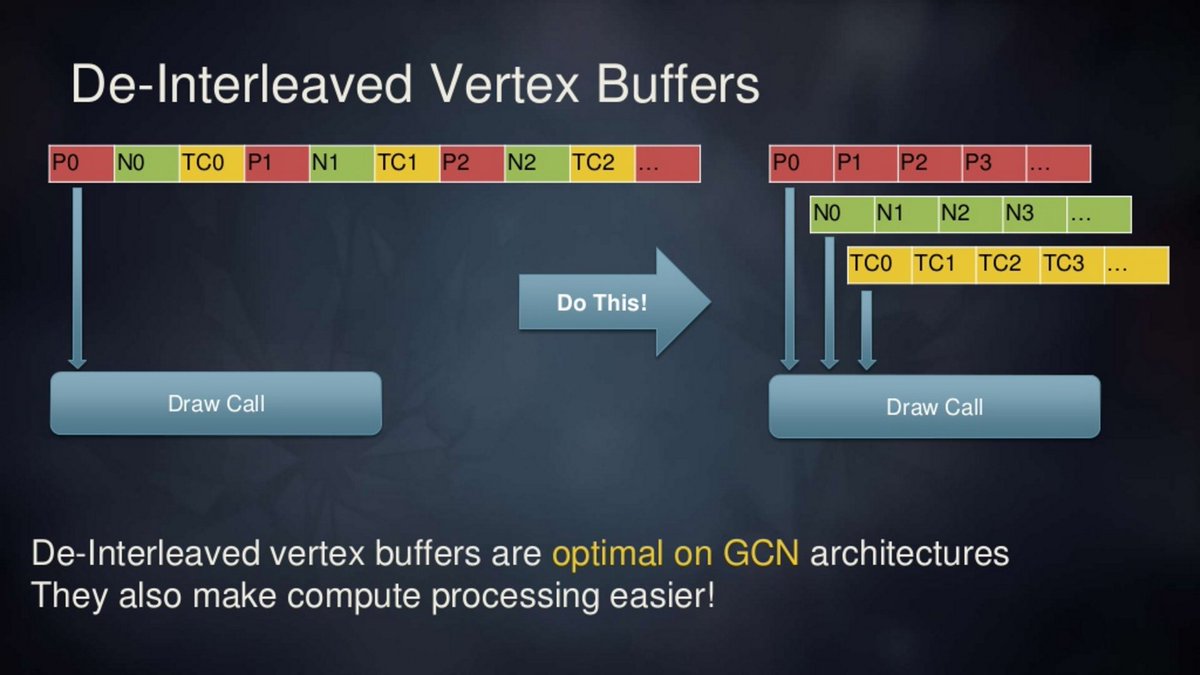 De-Interleaved Vertex Buffers
P0 N0 TC0 P1 N1 TC1 P2 N2 TC2 ...
P0 P1 P2 P3 ...
N0 N1 N2 N3 ...
TC0 TC1 TC2 TC3 ...
Do This!
Draw Call
Draw Call
De-Interleaved vertex buffers are optimal on GCN architectures
They also make compute processing easier!